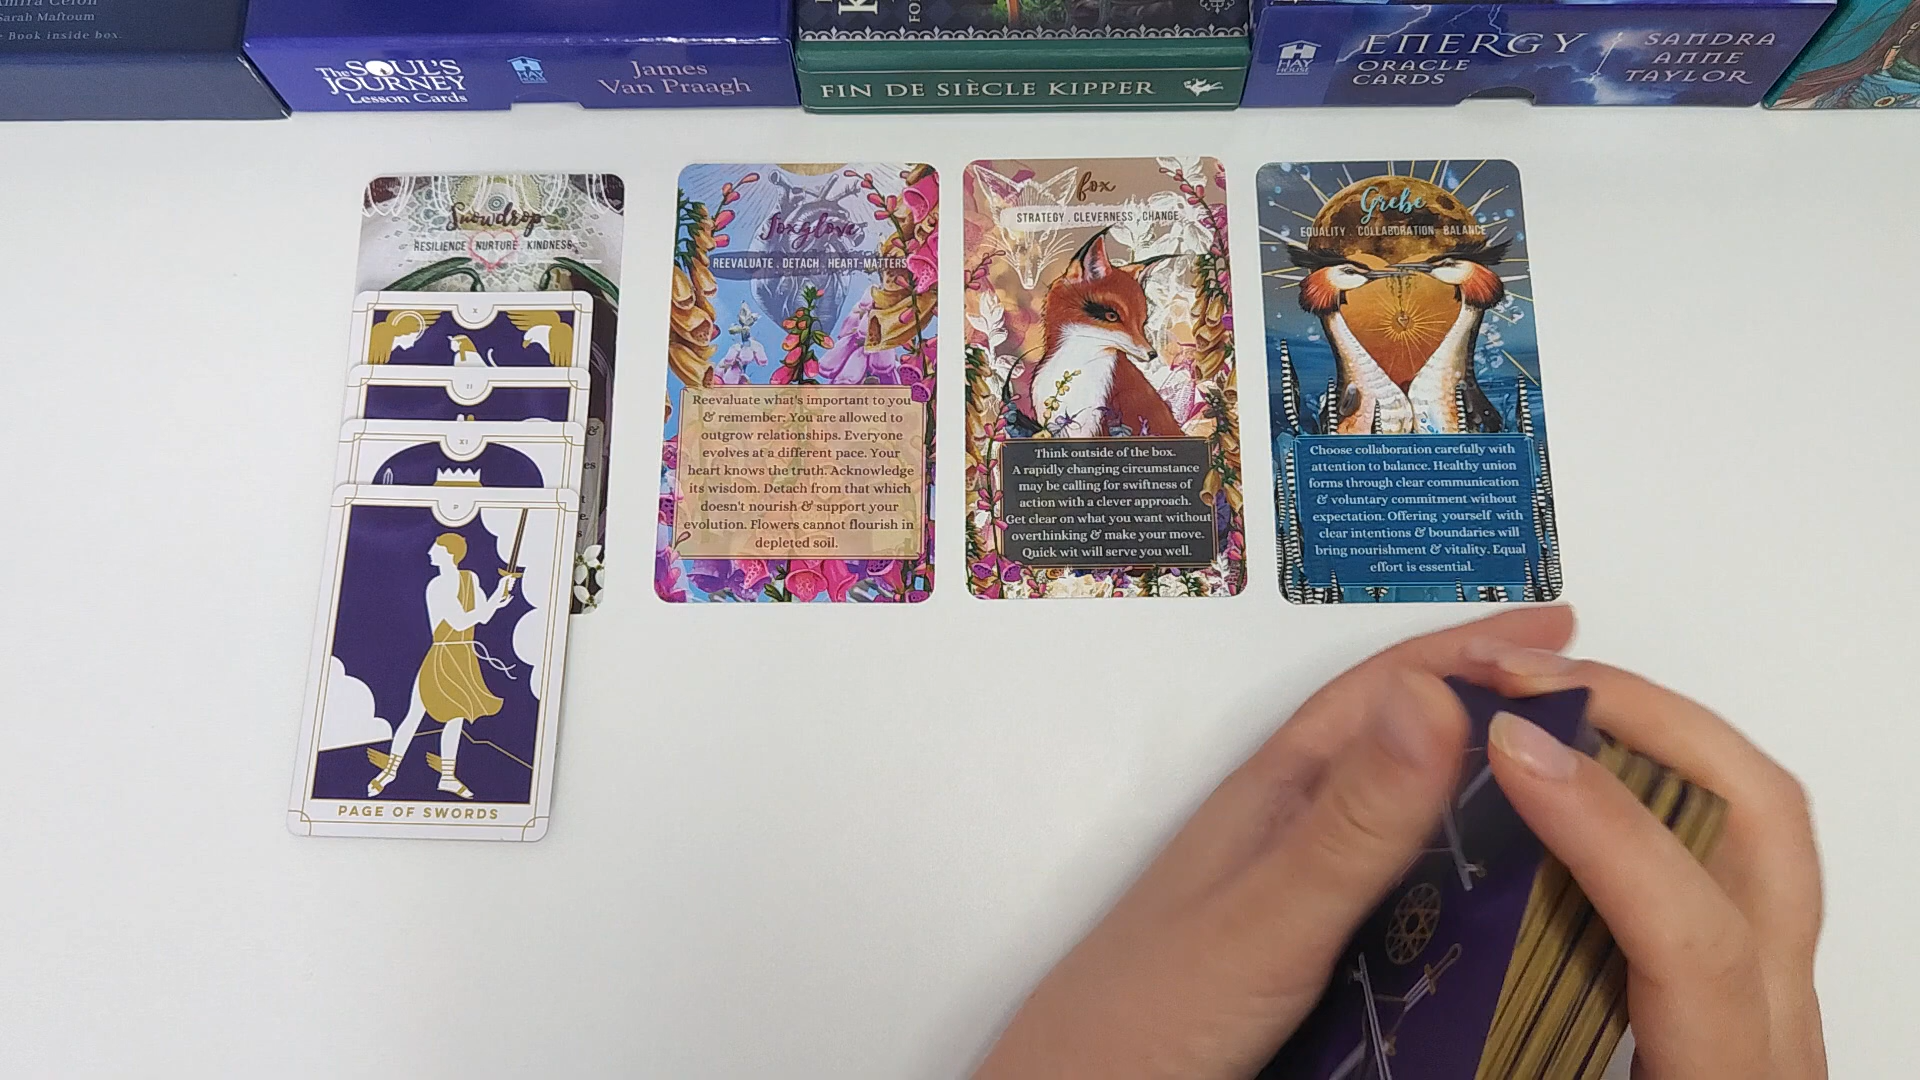 Sarah Maftoum
Book inside box.
The SOUL'S
JOURNEY
Lesson Cards
HAY
HOUSE
James
Van Praagh
FIN DE SIÈCLE KIPPER
HAY
HOUSE
ENERGY
ORACLE
CARDS
SANDRA
ANNE
TAYLOR
Snowdrop
RESILIENCE . NURTURE . KINDNESS
X
II
XI
P
PAGE OF SWORDS
foxglove
REEVALUATE . DETACH . HEART-MATTERS
Reevaluate what's important to you
& remember: You are allowed to
outgrow relationships. Everyone
evolves at a different pace. Your
heart knows the truth. Acknowledge
its wisdom. Detach from that which
doesn't nourish & support your
evolution. Flowers cannot flourish in
depleted soil.
fox
STRATEGY . CLEVERNESS . CHANGE
Think outside of the box.
A rapidly changing circumstance
may be calling for swiftness of
action with a clever approach.
Get clear on what you want without
overthinking & make your move.
Quick wit will serve you well.
Grebe
EQUALITY . COLLABORATION . BALANCE
Choose collaboration carefully with
attention to balance. Healthy union
forms through clear communication
& voluntary commitment without
expectation. Offering yourself with
clear intentions & boundaries will
bring nourishment & vitality. Equal
effort is essential.